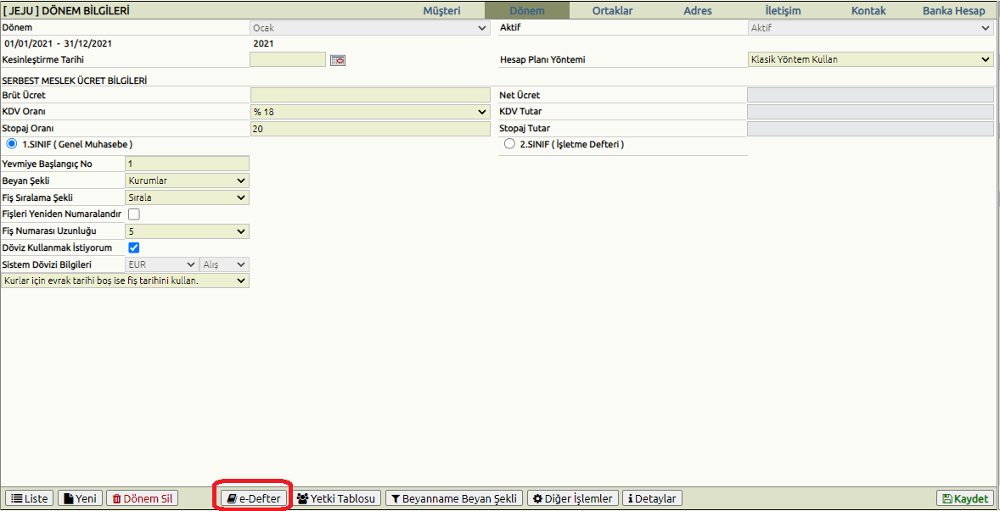 [ JEJU ] DÖNEM BİLGİLERİ Müşteri Dönem Ortaklar Adres İletişim Kontak Banka Hesap
Dönem Ocak Aktif Aktif
01/01/2021 - 31/12/2021 2021
Kesinleştirme Tarihi Hesap Planı Yöntemi Klasik Yöntem Kullan
SERBEST MESLEK ÜCRET BİLGİLERİ
Brüt Ücret Net Ücret
KDV Oranı % 18 KDV Tutar
Stopaj Oranı 20 Stopaj Tutar
1.SINIF ( Genel Muhasebe ) 2.SINIF ( İşletme Defteri )
Yevmiye Başlangıç No 1
Beyan Şekli Kurumlar
Fiş Sıralama Şekli Sırala
Fişleri Yeniden Numaralandır
Fiş Numarası Uzunluğu 5
Döviz Kullanmak İstiyorum
Sistem Dövizi Bilgileri EUR Alış
Kurlar için evrak tarihi boş ise fiş tarihini kullan.
Liste Yeni Dönem Sil e-Defter Yetki Tablosu Beyanname Beyan Şekli Diğer İşlemler Detaylar Kaydet